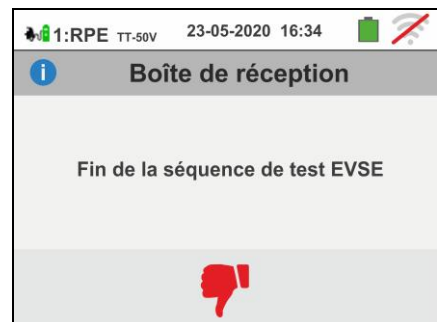 1:RPE TT-50V 23-05-2020 16:34
i Boîte de réception
Fin de la séquence de test EVSE